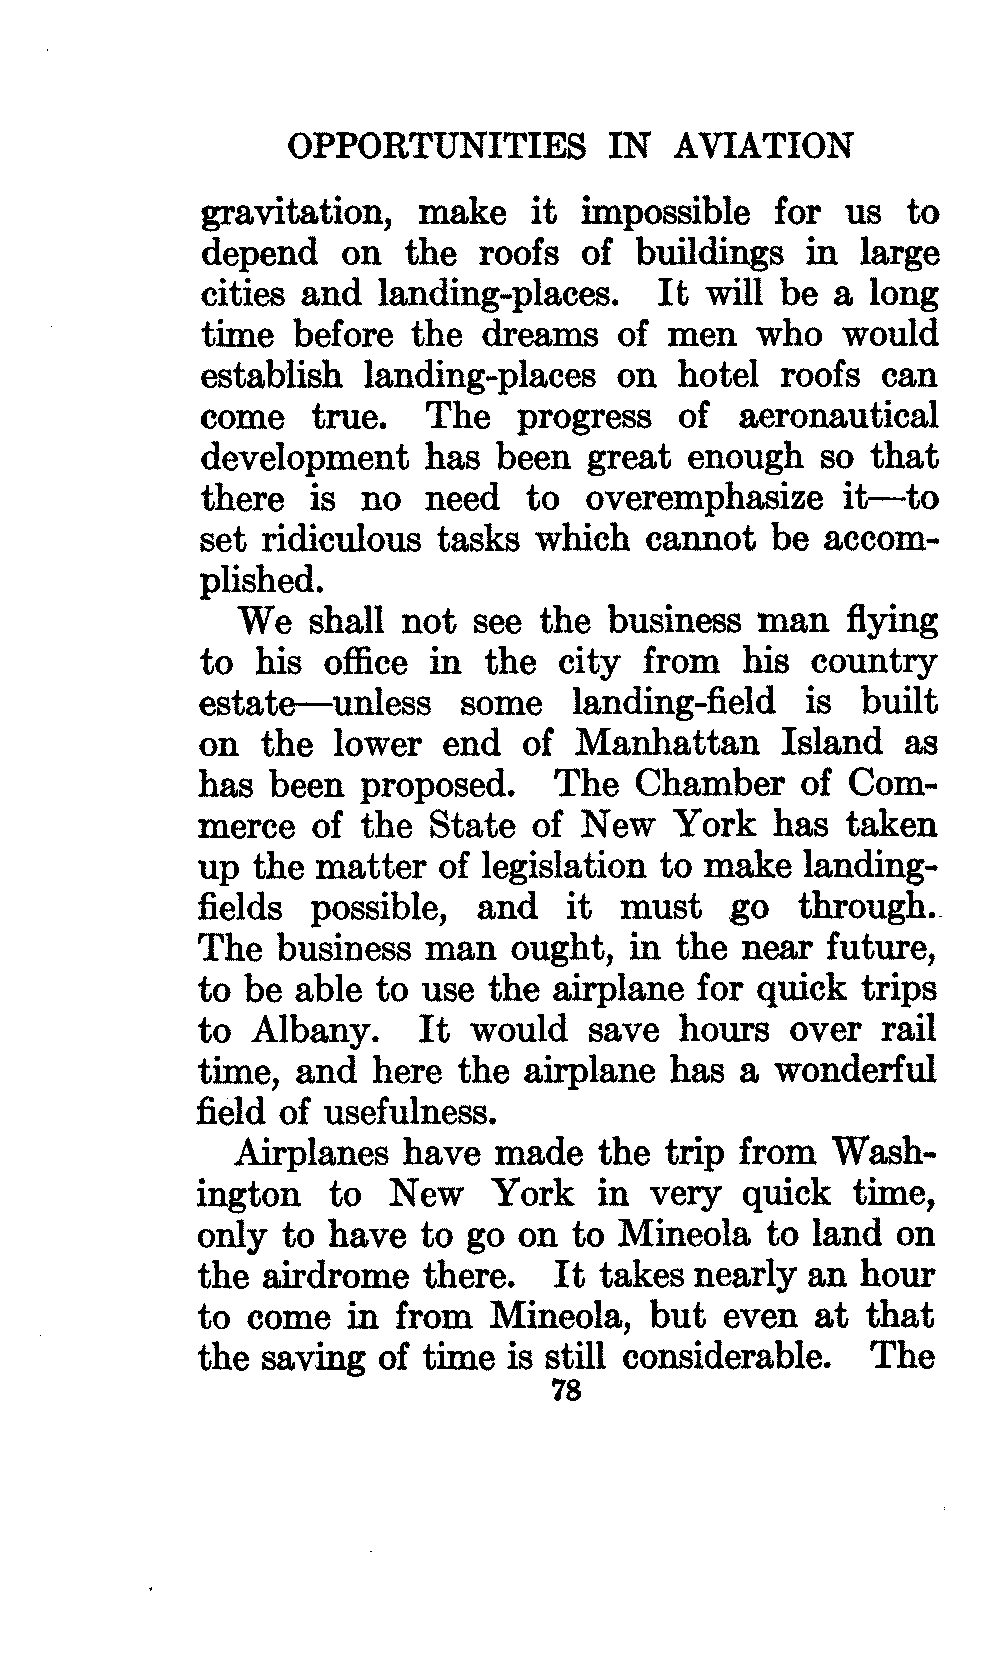 OPPORTUNITIES IN AVIATION
gravitation, make it impossible for us to
depend on the roofs of buildings in large
cities and landing-places. It will be a long
time before the dreams of men who would
establish landing-places on hotel roofs can
come true. The progress of aeronautical
development has been great enough so that
there is no need to overemphasize it—to
set ridiculous tasks which cannot be accom-
plished.
We shall not see the business man flying
to his office in the city from his country
estate—unless some landing-field is built
on the lower end of Manhattan Island as
has been proposed. The Chamber of Com-
merce of the State of New York has taken
up the matter of legislation to make landing-
fields possible, and it must go through.
The business man ought, in the near future,
to be able to use the airplane for quick trips
to Albany. It would save hours over rail
time, and here the airplane has a wonderful
field of usefulness.
Airplanes have made the trip from Wash-
ington to New York in very quick time,
only to have to go on to Mineola to land on
the airdrome there. It takes nearly an hour
to come in from Mineola, but even at that
the saving of time is still considerable. The
78